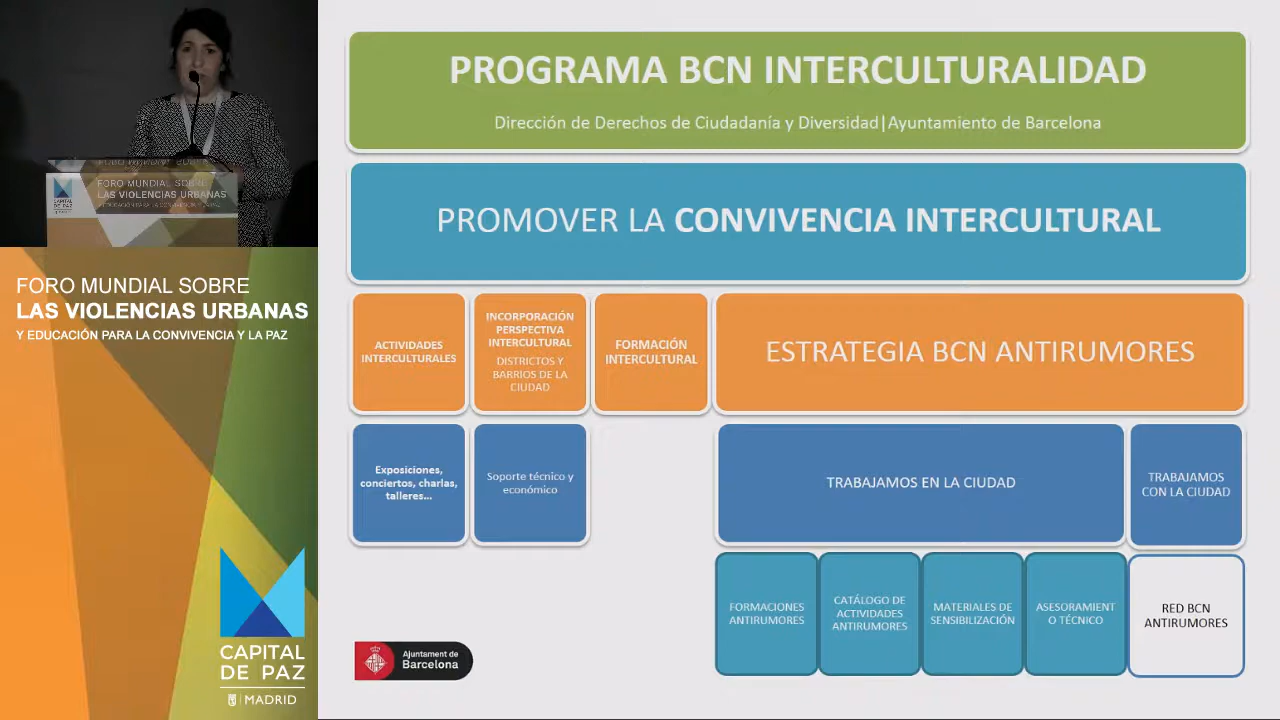 FORO MUNDIAL SOBRE
LAS VIOLENCIAS URBANAS
CAPITAL
DE PAZ
FORO MUNDIAL SOBRE
LAS VIOLENCIAS URBANAS
Y EDUCACIÓN PARA LA CONVIVENCIA Y LA PAZ
CAPITAL
DE PAZ
MADRID
PROGRAMA BCN INTERCULTURALIDAD
Dirección de Derechos de Ciudadanía y Diversidad|Ayuntamiento de Barcelona
PROMOVER LA CONVIVENCIA INTERCULTURAL
ACTIVIDADES
INTERCULTURALES
INCORPORACIÓN
PERSPECTIVA
INTERCULTURAL
DISTRICTOS Y
BARRIOS DE LA
CIUDAD
FORMACIÓN
INTERCULTURAL
ESTRATEGIA BCN ANTIRUMORES
Exposiciones,
conciertos, charlas,
talleres...
Soporte técnico y
económico
TRABAJAMOS EN LA CIUDAD
TRABAJAMOS
CON LA CIUDAD
FORMACIONES
ANTIRUMORES
CATÁLOGO DE
ACTIVIDADES
ANTIRUMORES
MATERIALES DE
SENSIBILIZACIÓN
ASESORAMIENT
O TÉCNICO
RED BCN
ANTIRUMORES
Ajuntament de
Barcelona